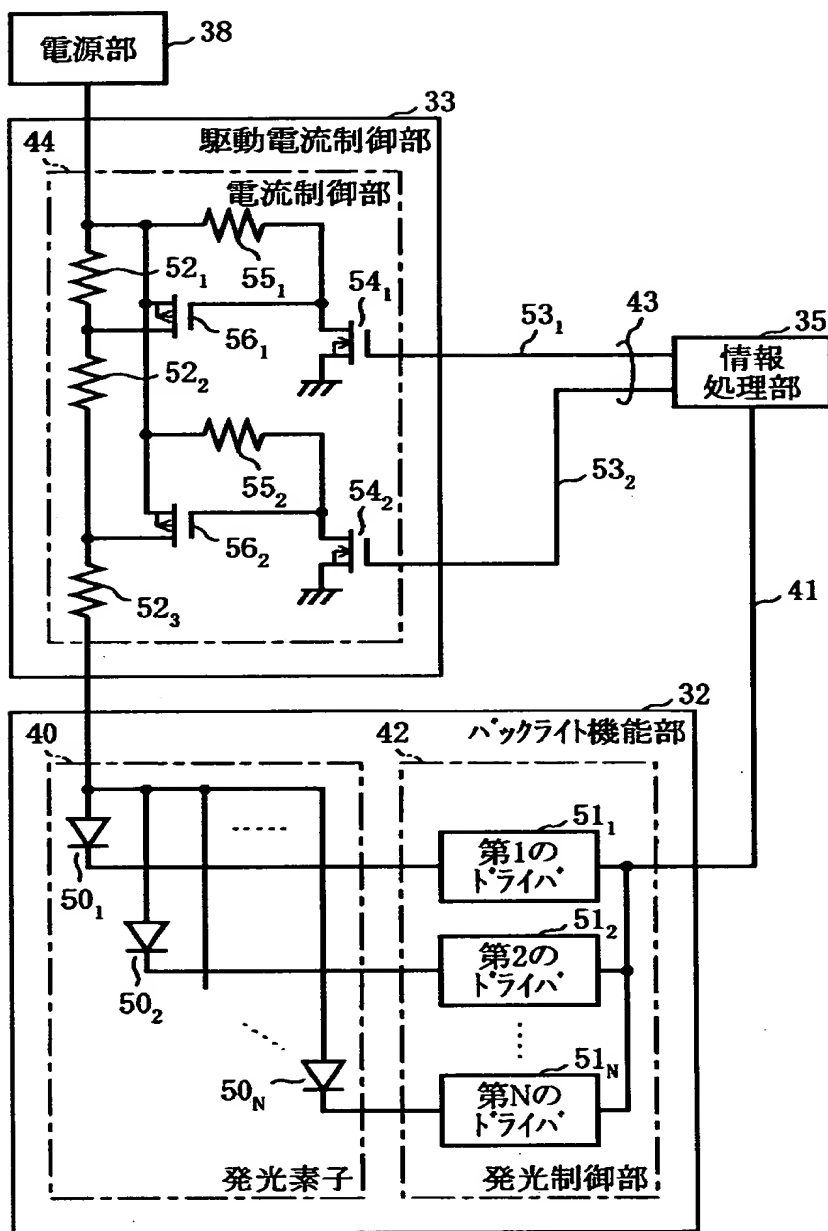 電源部
38
33
駆動電流制御部
44
電流制御部
52₁
55₁
54₁
56₁
53₁
43
35
情報
処理部
52₂
55₂
54₂
56₂
53₂
52₃
41
32
バックライト機能部
40
42
51₁
第1の
ドライバ
50₁
51₂
第2の
ドライバ
50₂
51N
第Nの
ドライバ
50N
発光素子
発光制御部